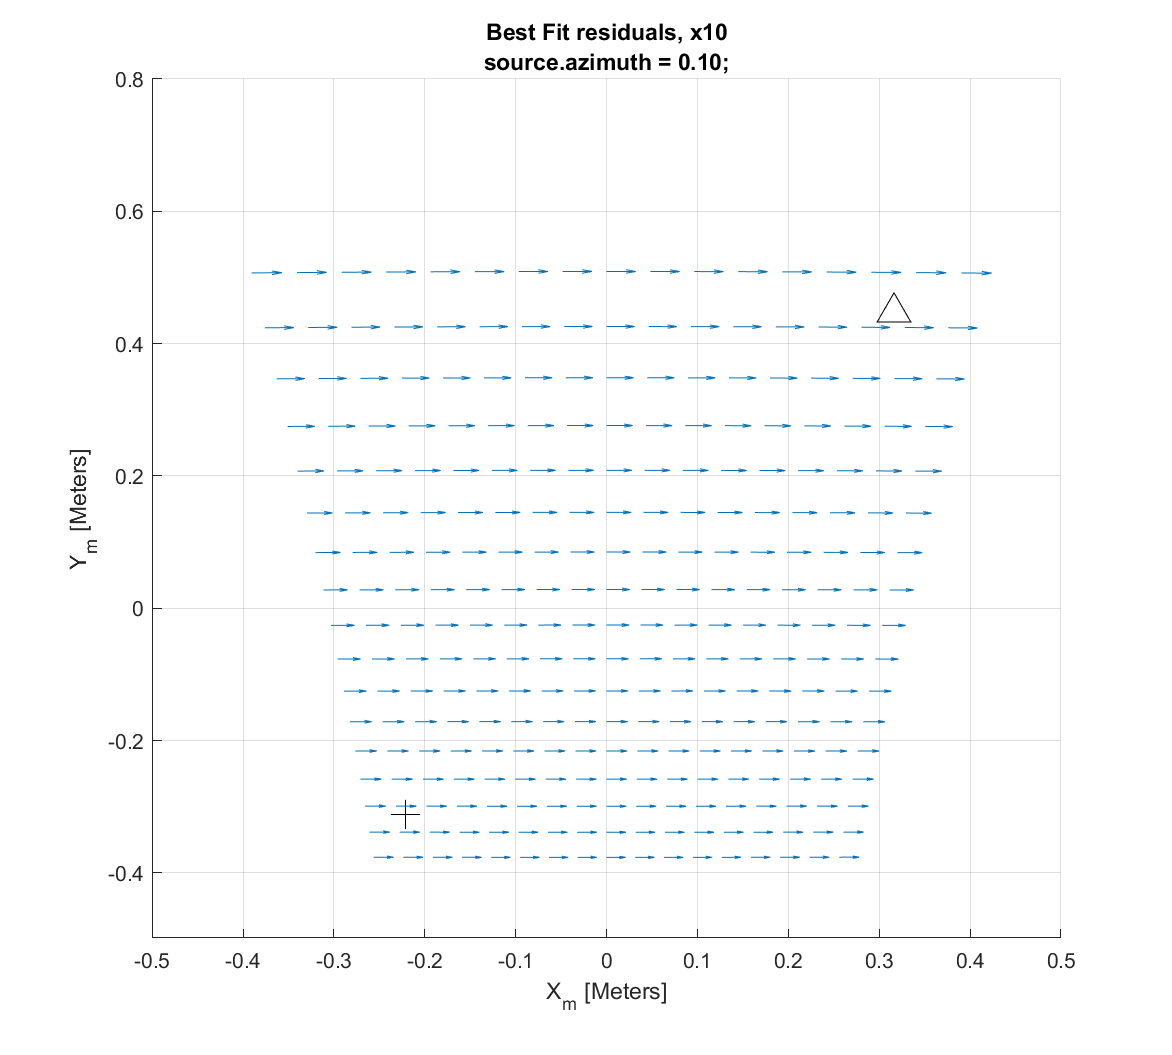 Best Fit residuals, x10
source.azimuth = 0.10;
0.8
0.6
0.4
0.2
0
-0.2
-0.4
Y_m [Meters]
-0.5 -0.4 -0.3 -0.2 -0.1 0 0.1 0.2 0.3 0.4 0.5
X_m [Meters]